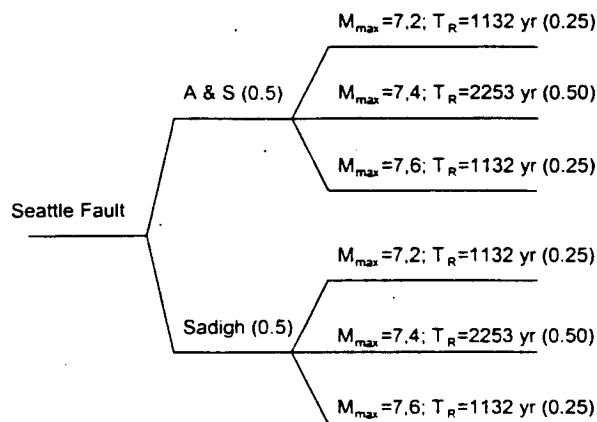 M_max=7,2; T_R=1132 yr (0.25)
A & S (0.5)
M_max=7,4; T_R=2253 yr (0.50)
M_max=7,6; T_R=1132 yr (0.25)
Seattle Fault
M_max=7,2; T_R=1132 yr (0.25)
Sadigh (0.5)
M_max=7,4; T_R=2253 yr (0.50)
M_max=7,6; T_R=1132 yr (0.25)